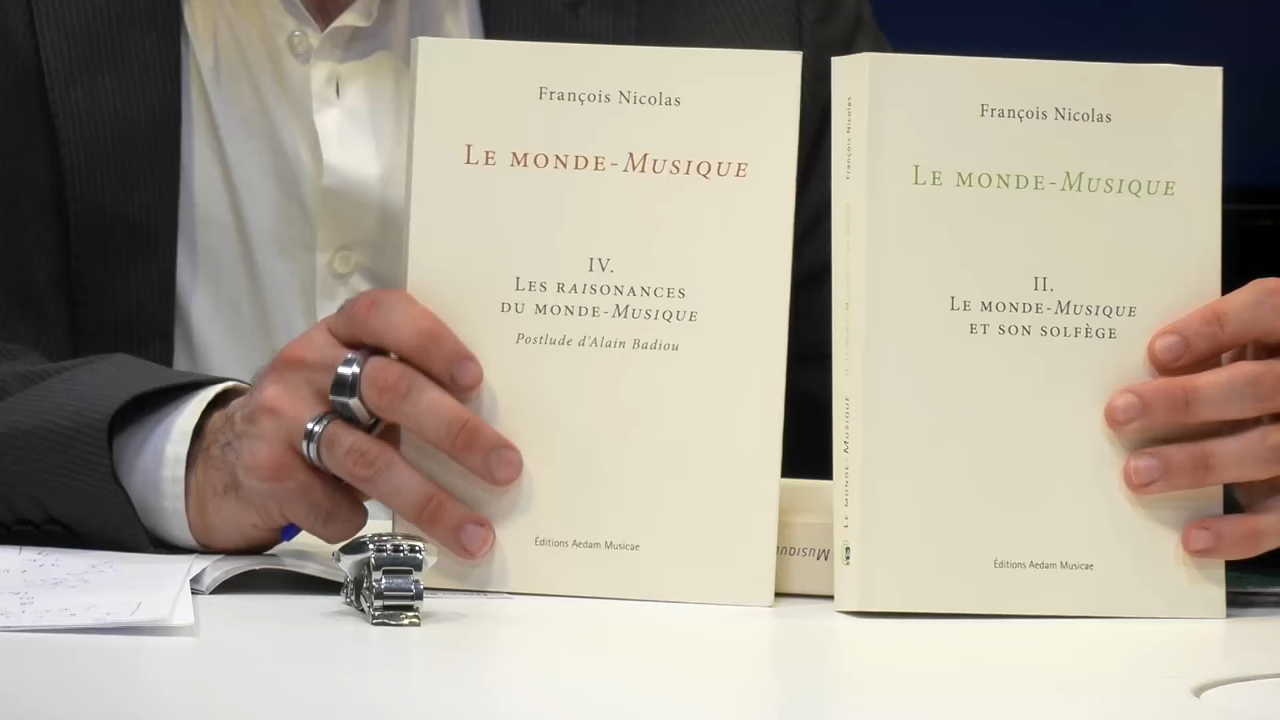 François Nicolas
LE MONDE-MUSIQUE
IV.
LES RAISONANCES
DU MONDE-MUSIQUE
Postlude d'Alain Badiou
Éditions Aedam Musicae
François Nicolas
LE MONDE-MUSIQUE
II.
LE MONDE-MUSIQUE
ET SON SOLFÈGE
Éditions Aedam Musicae
François Nicolas
LE MONDE-MUSIQUE